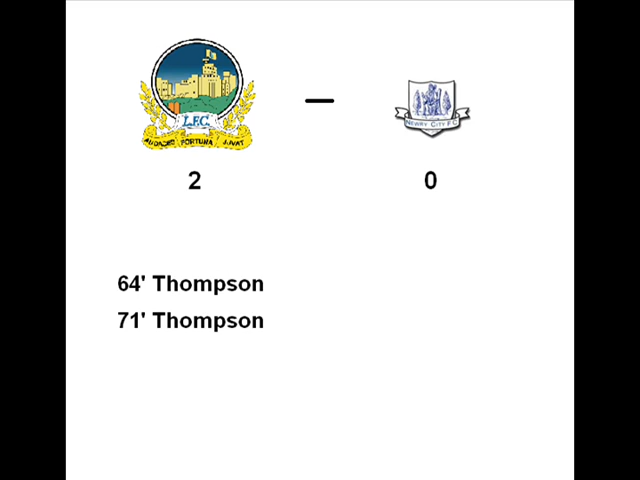 L.F.C.
AUDACES FORTUNA JUVAT
NEWRY CITY F.C
2
0
64' Thompson
71' Thompson